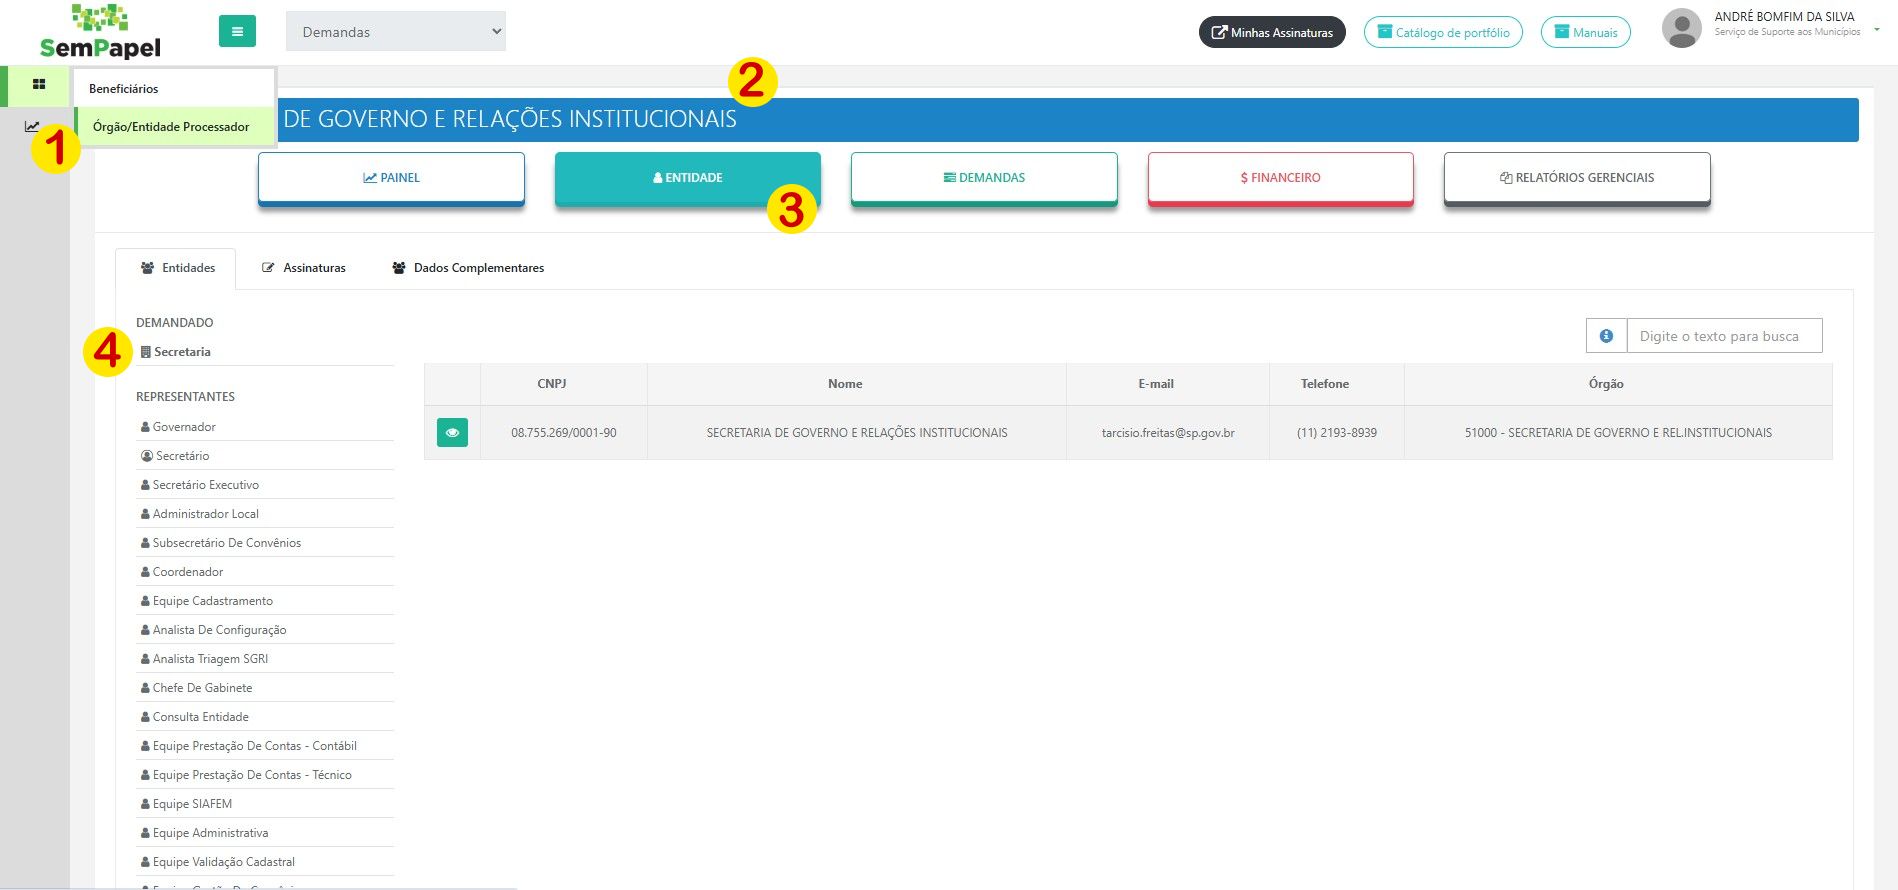 SemPapel
Demandas
Minhas Assinaturas
Catálogo de portfólio
Manuais
ANDRÉ BOMFIM DA SILVA
Serviço de Suporte aos Municípios
Beneficiários
Órgão/Entidade Processador
1
2
DE GOVERNO E RELAÇÕES INSTITUCIONAIS
PAINEL
ENTIDADE
DEMANDAS
$ FINANCEIRO
RELATÓRIOS GERENCIAIS
3
Entidades
Assinaturas
Dados Complementares
DEMANDADO
4
Secretaria
Digite o texto para busca
REPRESENTANTES
Governador
Secretário
Secretário Executivo
Administrador Local
Subsecretário De Convênios
Coordenador
Equipe Cadastramento
Analista De Configuração
Analista Triagem SGRI
Chefe De Gabinete
Consulta Entidade
Equipe Prestação De Contas - Contábil
Equipe Prestação De Contas - Técnico
Equipe SIAFEM
Equipe Administrativa
Equipe Validação Cadastral
CNPJ Nome E-mail Telefone Órgão
08.755.269/0001-90 SECRETARIA DE GOVERNO E RELAÇÕES INSTITUCIONAIS tarcisio.freitas@sp.gov.br (11) 2193-8939 51000 - SECRETARIA DE GOVERNO E REL.INSTITUCIONAIS